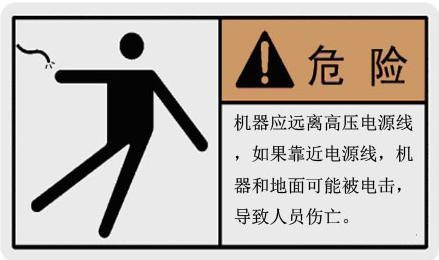 危险
机器应远离高压电源线
，如果靠近电源线，机
器和地面可能被电击，
导致人员伤亡。